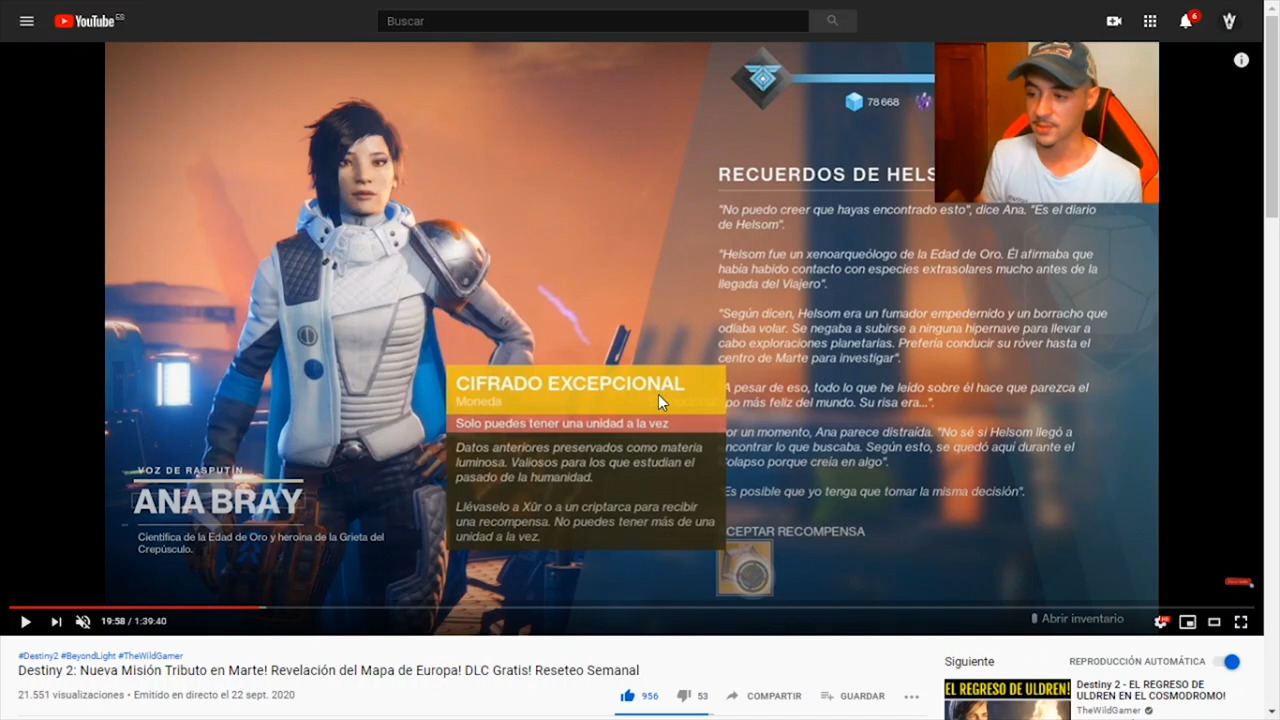 YouTube ES
Buscar
6
78 668
RECUERDOS DE HELS
"No puedo creer que hayas encontrado esto", dice Ana. "Es el diario
de Helsom".
"Helsom fue un xenoarqueólogo de la Edad de Oro. Él afirmaba que
había habido contacto con especies extrasolares mucho antes de la
llegada del Viajero".
"Según dicen, Helsom era un fumador empedernido y un borracho que
odiaba volar. Se negaba a subirse a ninguna hipernave para llevar a
cabo exploraciones planetarias. Prefería conducir su róver hasta el
centro de Marte para investigar".
A pesar de eso, todo lo que he leído sobre él hace que parezca el
po más feliz del mundo. Su risa era...".
or un momento, Ana parece distraída. "No sé si Helsom llegó a
ncontrar lo que buscaba. Según esto, se quedó aquí durante el
olapso porque creía en algo".
Es posible que yo tenga que tomar la misma decisión".
CEPTAR RECOMPENSA
CIFRADO EXCEPCIONAL
Moneda
Solo puedes tener una unidad a la vez
Datos anteriores preservados como materia
luminosa. Valiosos para los que estudian el
pasado de la humanidad.
Llévaselo a Xûr o a un criptarca para recibir
una recompensa. No puedes tener más de una
unidad a la vez.
VOZ DE RASPUTÍN
ANA BRAY
Científica de la Edad de Oro y heroína de la Grieta del
Crepúsculo.
19:58 / 1:39:40
Abrir inventario
HD
#Destiny2 #BeyondLight #TheWildGamer
Destiny 2: Nueva Misión Tributo en Marte! Revelación del Mapa de Europa! DLC Gratis! Reseteo Semanal
21.551 visualizaciones • Emitido en directo el 22 sept. 2020
956
53
COMPARTIR
GUARDAR
Siguiente
REPRODUCCIÓN AUTOMÁTICA
EL REGRESO DE ULDREN!
Destiny 2 - EL REGRESO DE
ULDREN EN EL COSMODROMO!
TheWildGamer